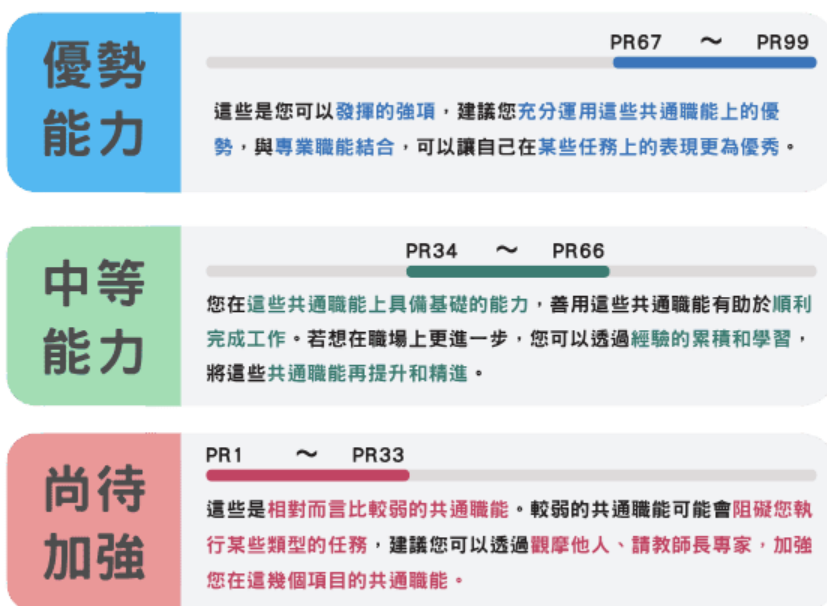 優勢
能力
PR67 ～ PR99
這些是您可以發揮的強項，建議您充分運用這些共通職能上的優
勢，與專業職能結合，可以讓自己在某些任務上的表現更為優秀。
中等
能力
PR34 ～ PR66
您在這些共通職能上具備基礎的能力，善用這些共通職能有助於順利
完成工作。若想在職場上更進一步，您可以透過經驗的累積和學習，
將這些共通職能再提升和精進。
尚待
加強
PR1 ～ PR33
這些是相對而言比較弱的共通職能。較弱的共通職能可能會阻礙您執
行某些類型的任務，建議您可以透過觀摩他人、請教師長專家，加強
您在這幾個項目的共通職能。